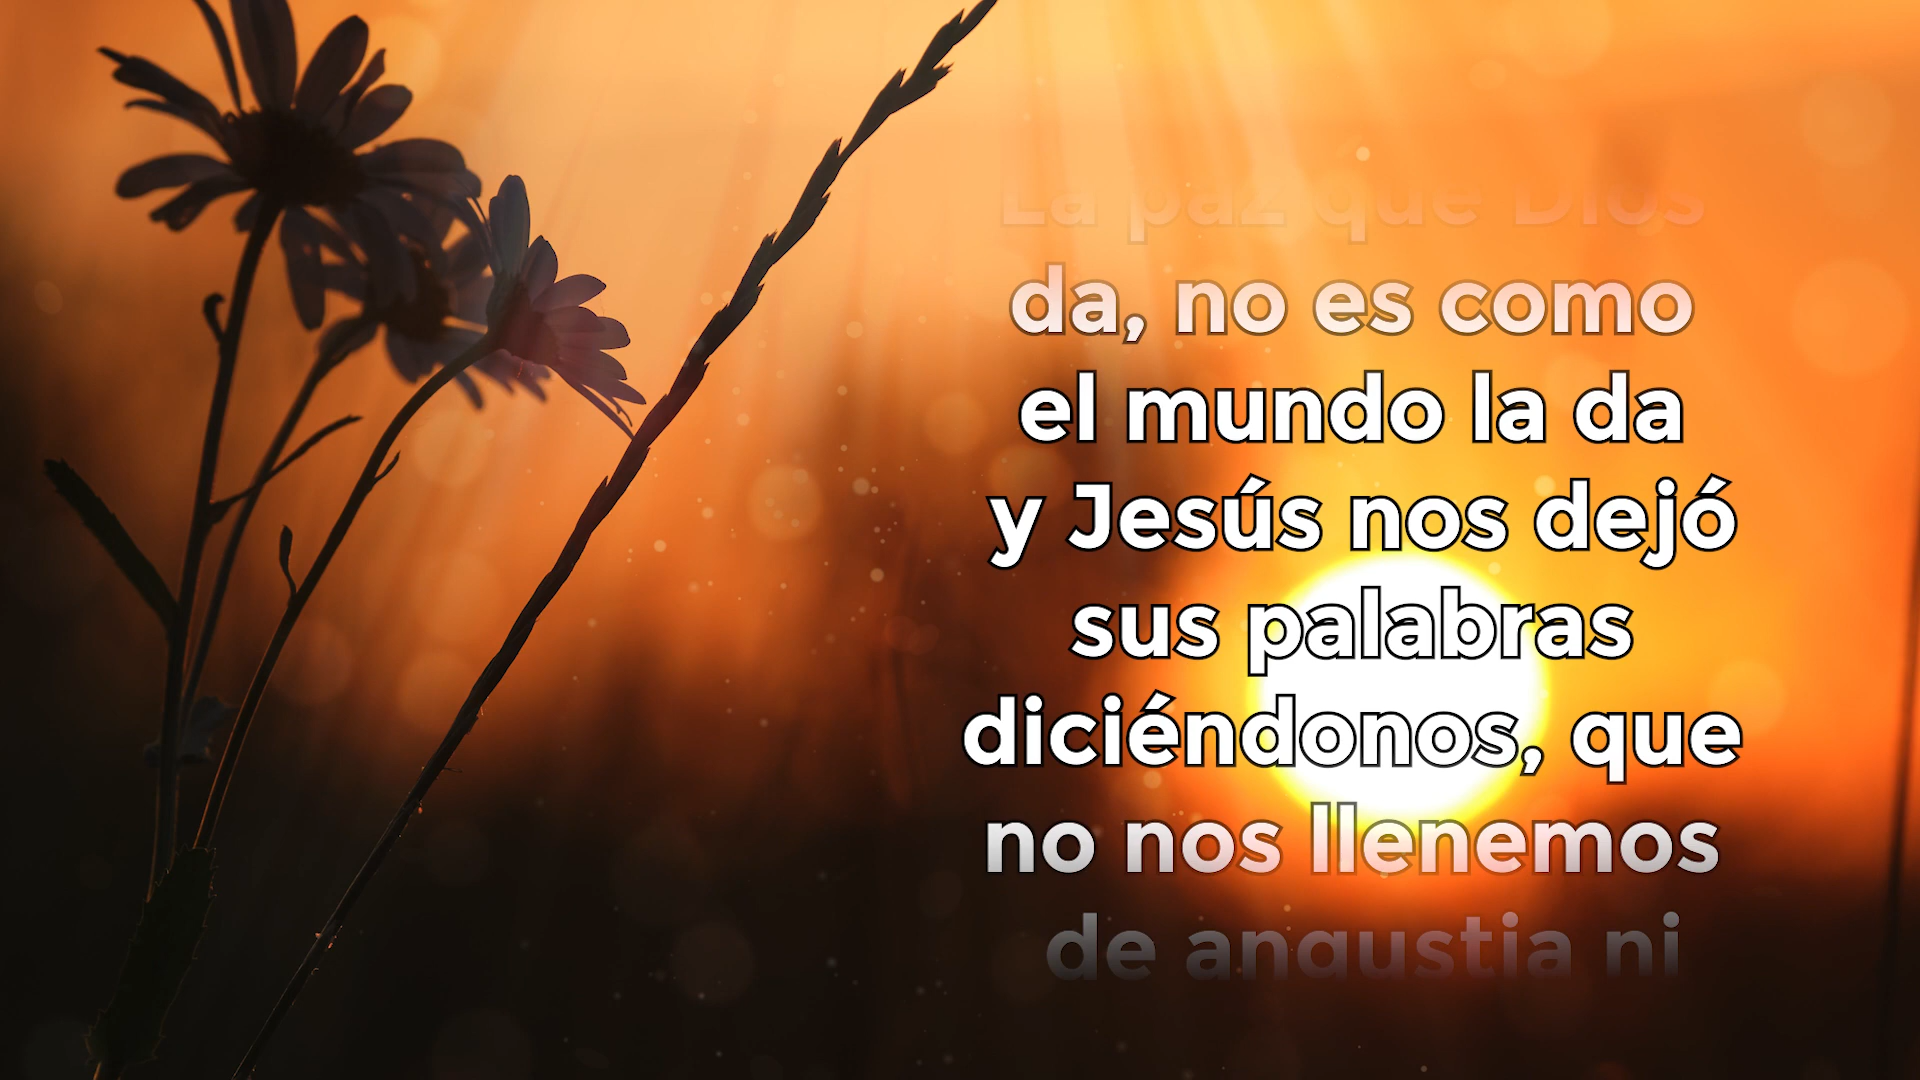 La paz que Dios
da, no es como
el mundo la da
y Jesús nos dejó
sus palabras
diciéndonos, que
no nos llenemos
de angustia ni